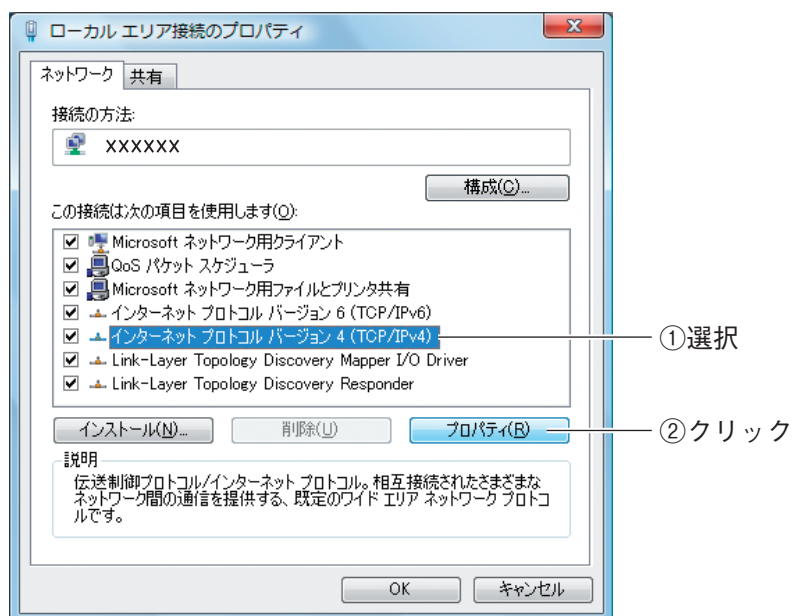 ローカル エリア接続のプロパティ
ネットワーク 共有
接続の方法:
XXXXXX
構成(C)...
この接続は次の項目を使用します(O):
Microsoft ネットワーク用クライアント
QoS パケット スケジューラ
Microsoft ネットワーク用ファイルとプリンタ共有
インターネット プロトコル バージョン 6 (TCP/IPv6)
インターネット プロトコル バージョン 4 (TCP/IPv4)
①選択
Link-Layer Topology Discovery Mapper I/O Driver
Link-Layer Topology Discovery Responder
インストール(N)... 削除(U) プロパティ(R)
②クリック
説明
伝送制御プロトコル/インターネット プロトコル。相互接続されたさまざまな
ネットワーク間の通信を提供する、既定のワイド エリア ネットワーク プロトコ
ルです。
OK キャンセル